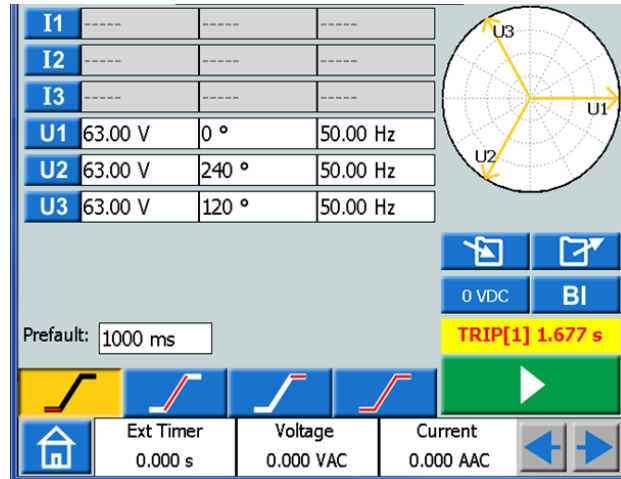 I1 ----- ----- -----
I2 ----- ----- -----
I3 ----- ----- -----
U1 63.00 V 0 ° 50.00 Hz
U2 63.00 V 240 ° 50.00 Hz
U3 63.00 V 120 ° 50.00 Hz
U3
U1
U2
0 VDC BI
Prefault: 1000 ms
TRIP[1] 1.677 s
Ext Timer Voltage Current
0.000 s 0.000 VAC 0.000 AAC